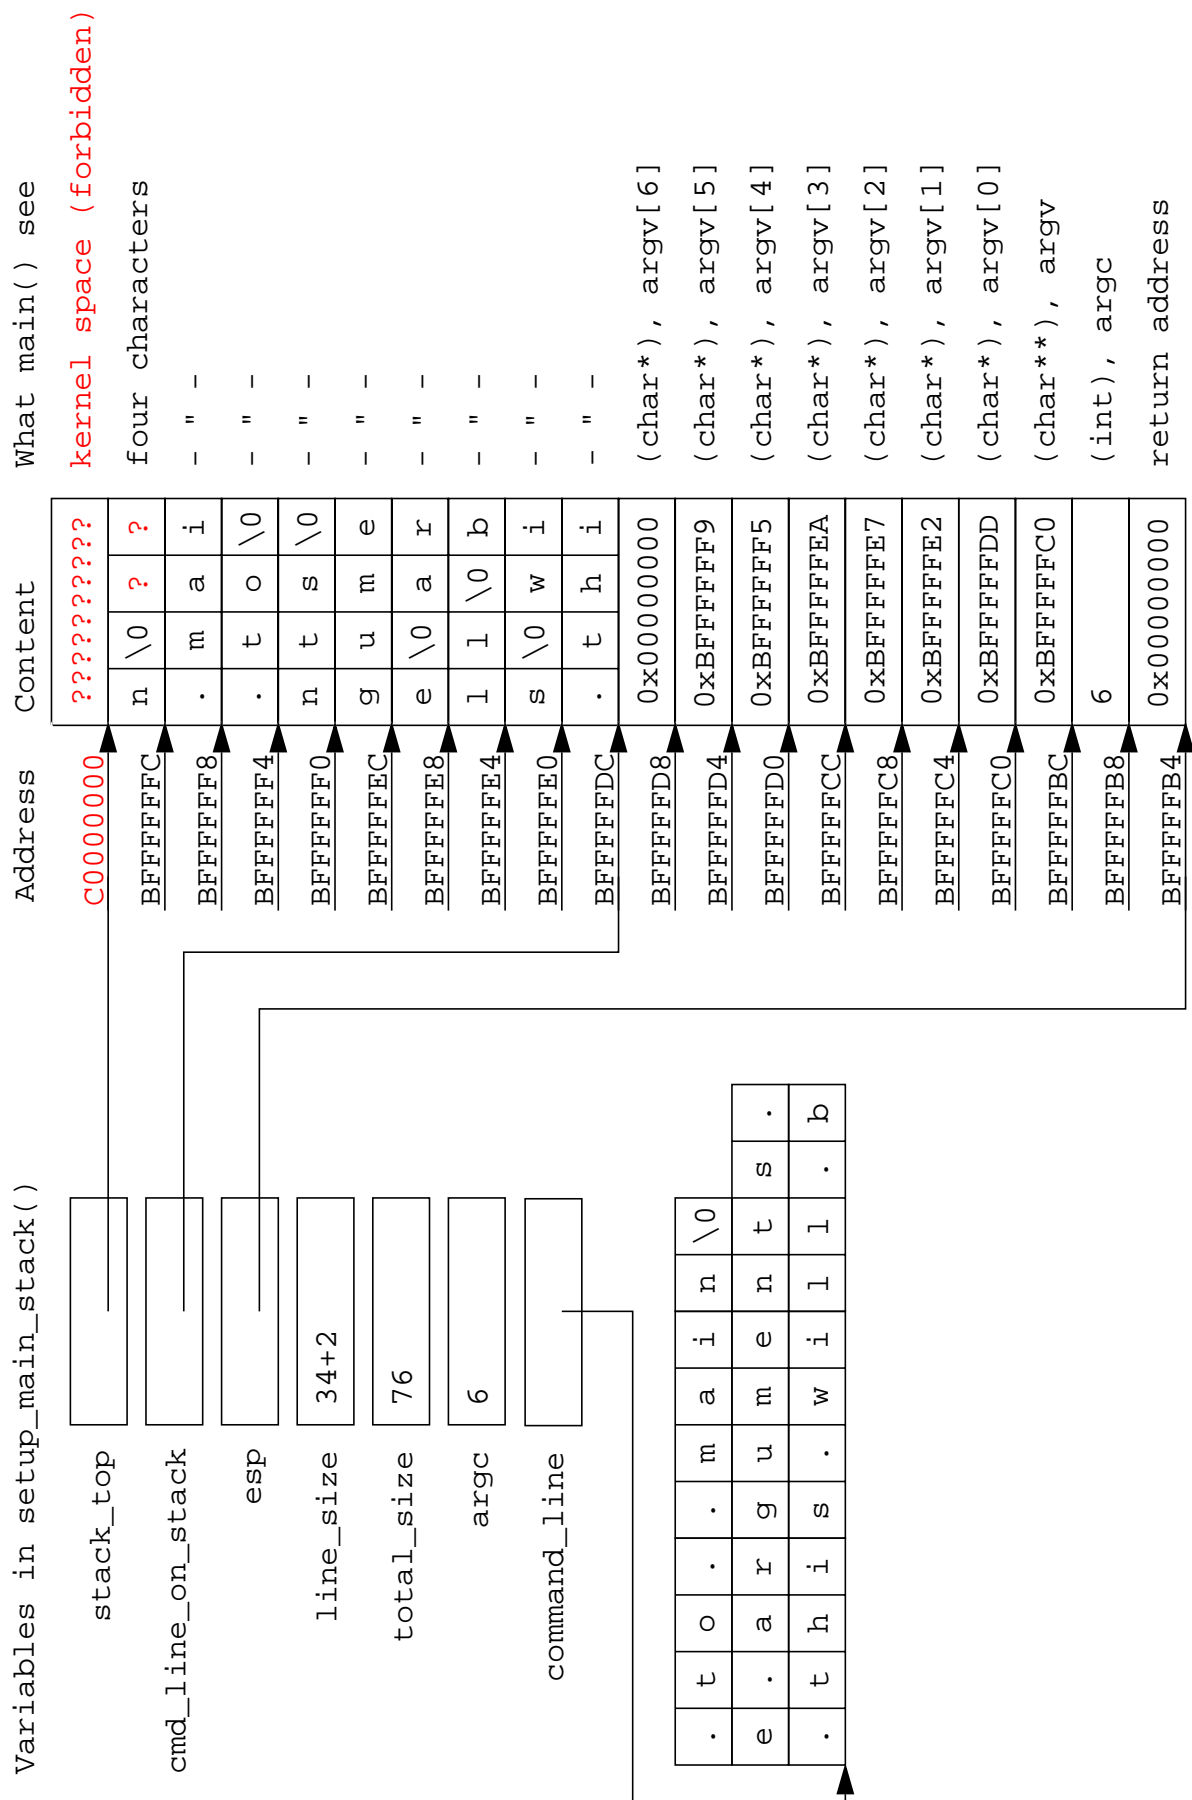 Variables in setup_main_stack() Address Content What main() see
stack_top C0000000 ?????????? kernel space (forbidden)
BFFFFFFC n \0 ? ? four characters
cmd_line_on_stack BFFFFFF8 . m a i - " -
esp BFFFFFF4 . t o \0 - " -
line_size 34+2 BFFFFFF0 n t s \0 - " -
total_size 76 BFFFFFEC g u m e - " -
BFFFFFE8 e \0 a r - " -
argc 6 BFFFFFE4 l l \0 b - " -
command_line BFFFFFE0 s \0 w i - " -
BFFFFFDC . t h i - " -
BFFFFFD8 0x00000000 (char*), argv[6]
. t o . . m a i n \0 BFFFFFD4 0xBFFFFFF9 (char*), argv[5]
e . a r g u m e n t s . BFFFFFD0 0xBFFFFFF5 (char*), argv[4]
. t h i s . w i l l . b BFFFFFCC 0xBFFFFFEA (char*), argv[3]
BFFFFFC8 0xBFFFFFE7 (char*), argv[2]
BFFFFFC4 0xBFFFFFE2 (char*), argv[1]
BFFFFFC0 0xBFFFFFDD (char*), argv[0]
BFFFFFBC 0xBFFFFFC0 (char**), argv
BFFFFFB8 6 (int), argc
BFFFFFB4 0x00000000 return address